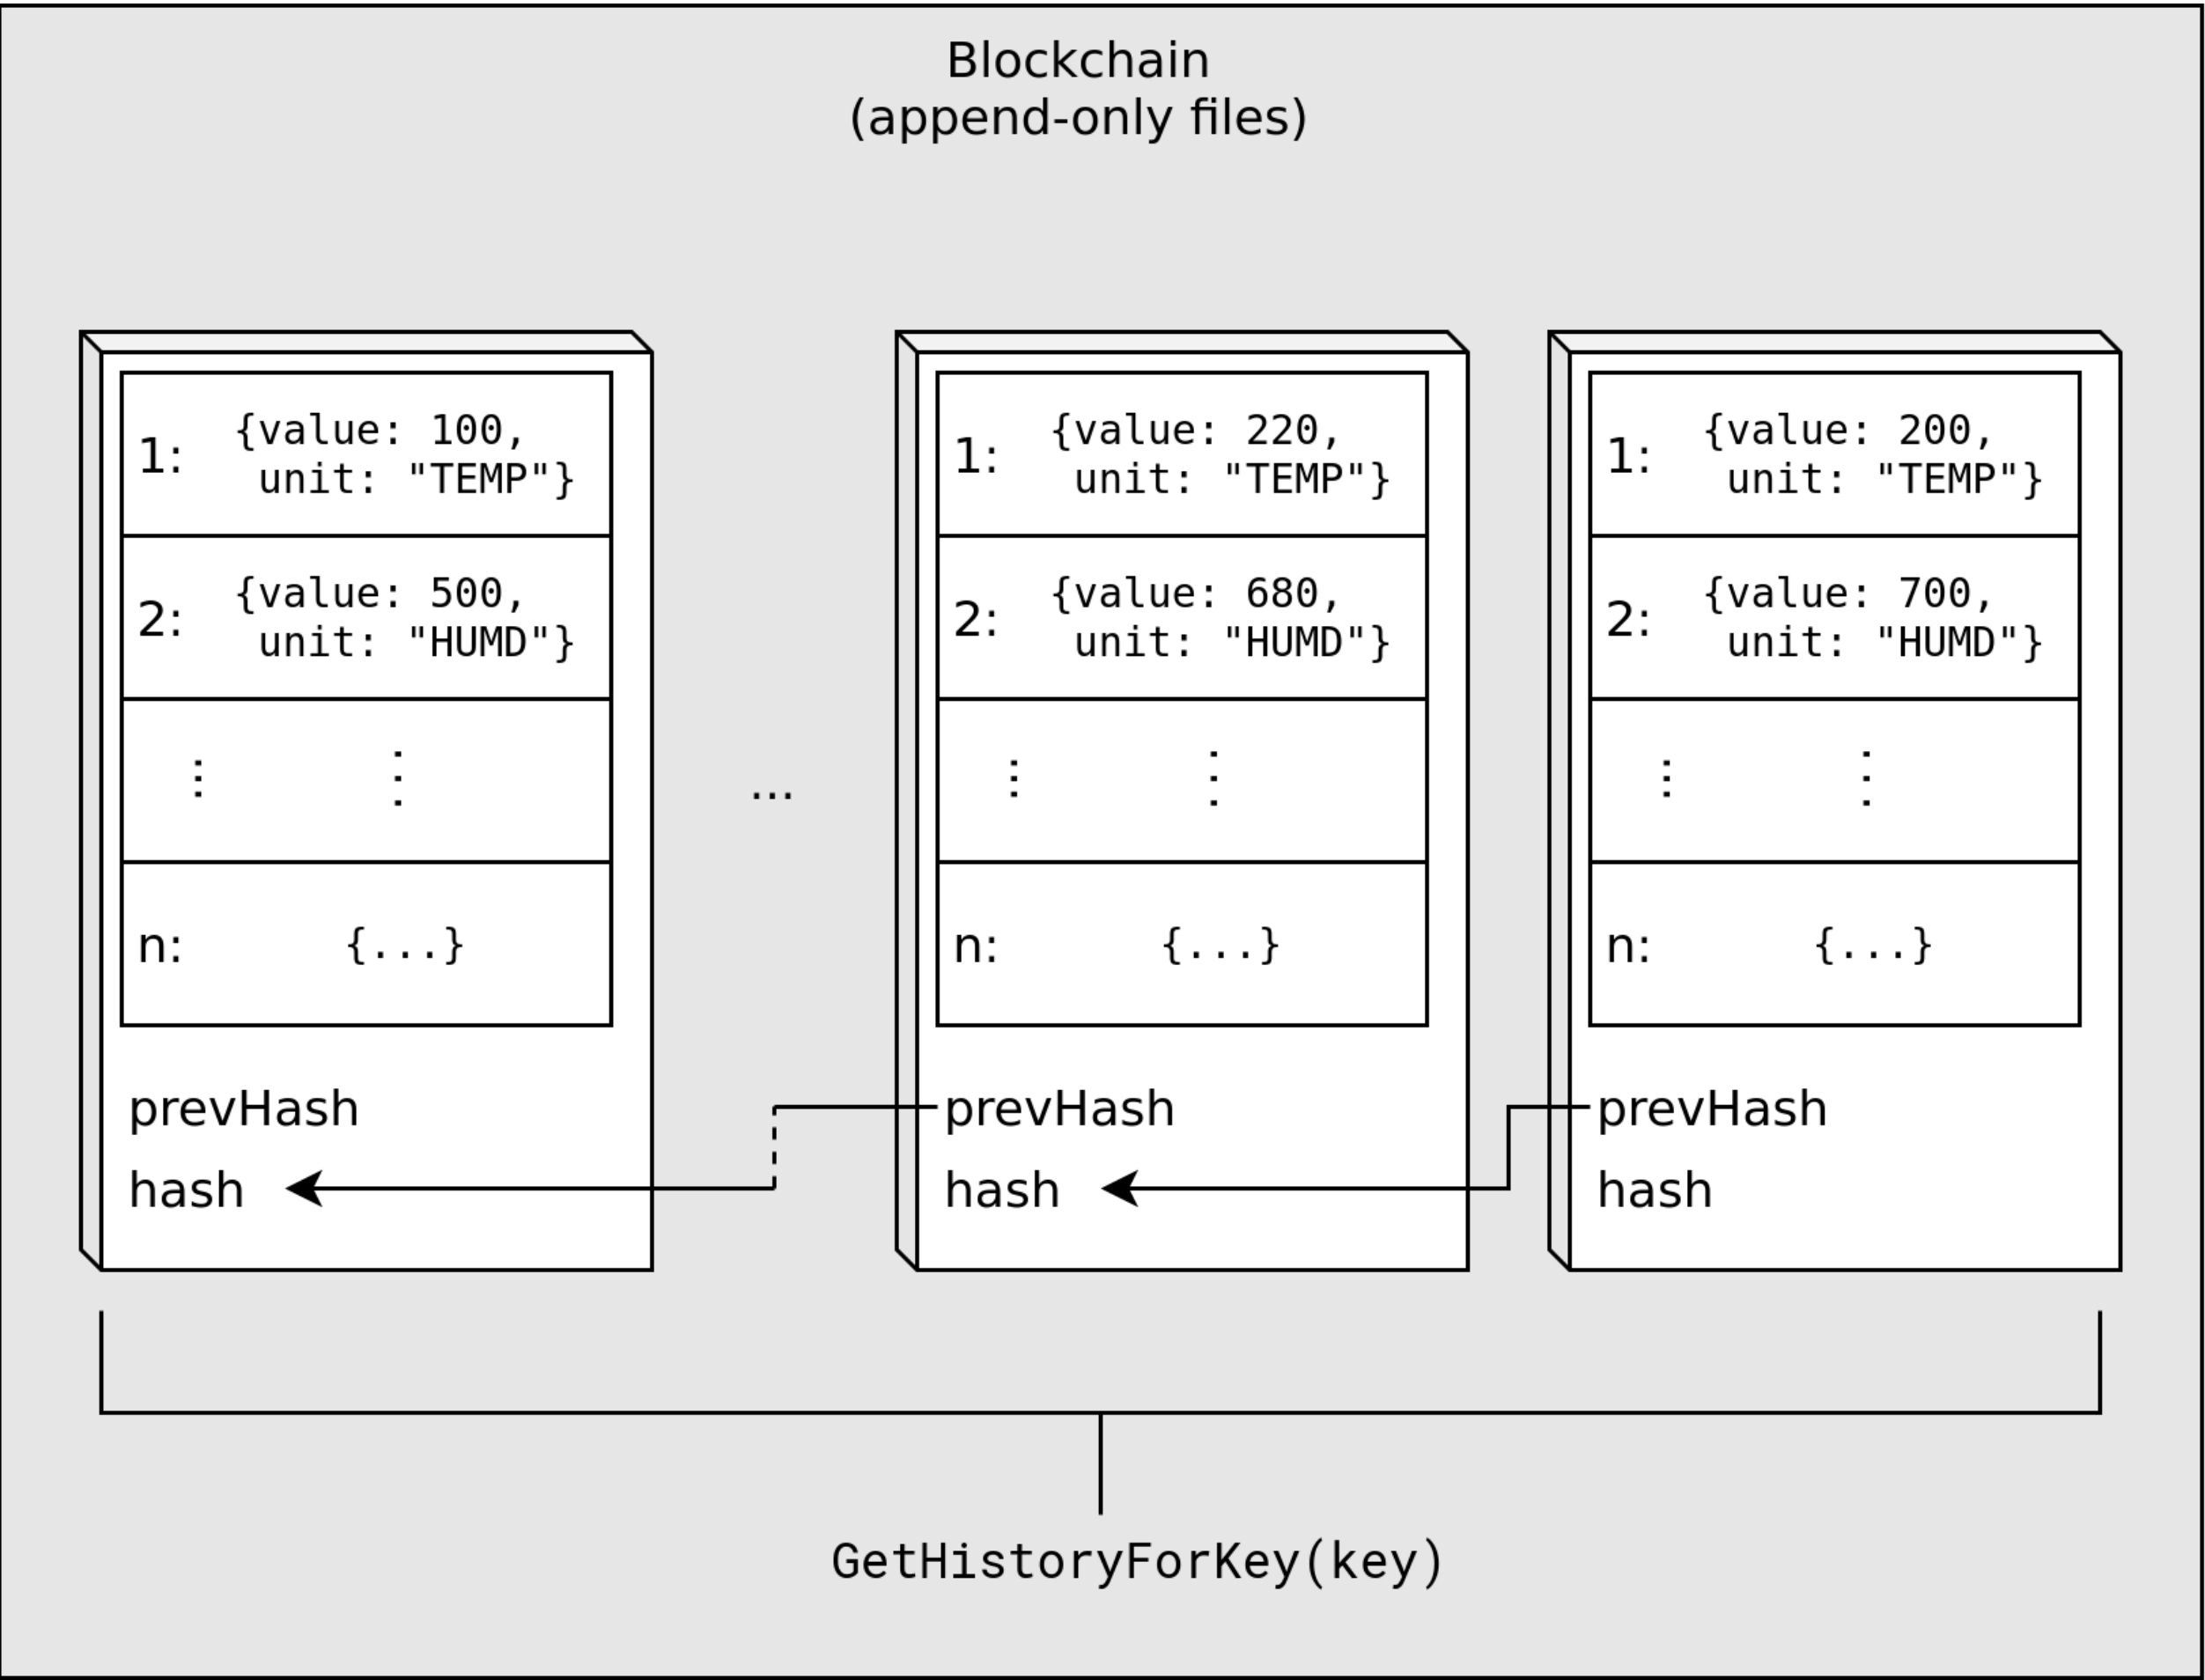 Blockchain
(append-only files)
1: {value: 100,
unit: "TEMP"}
2: {value: 500,
unit: "HUMD"}
⋮ ⋮
n: {...}
prevHash
hash
...
1: {value: 220,
unit: "TEMP"}
2: {value: 680,
unit: "HUMD"}
⋮ ⋮
n: {...}
prevHash
hash
1: {value: 200,
unit: "TEMP"}
2: {value: 700,
unit: "HUMD"}
⋮ ⋮
n: {...}
prevHash
hash
GetHistoryForKey(key)